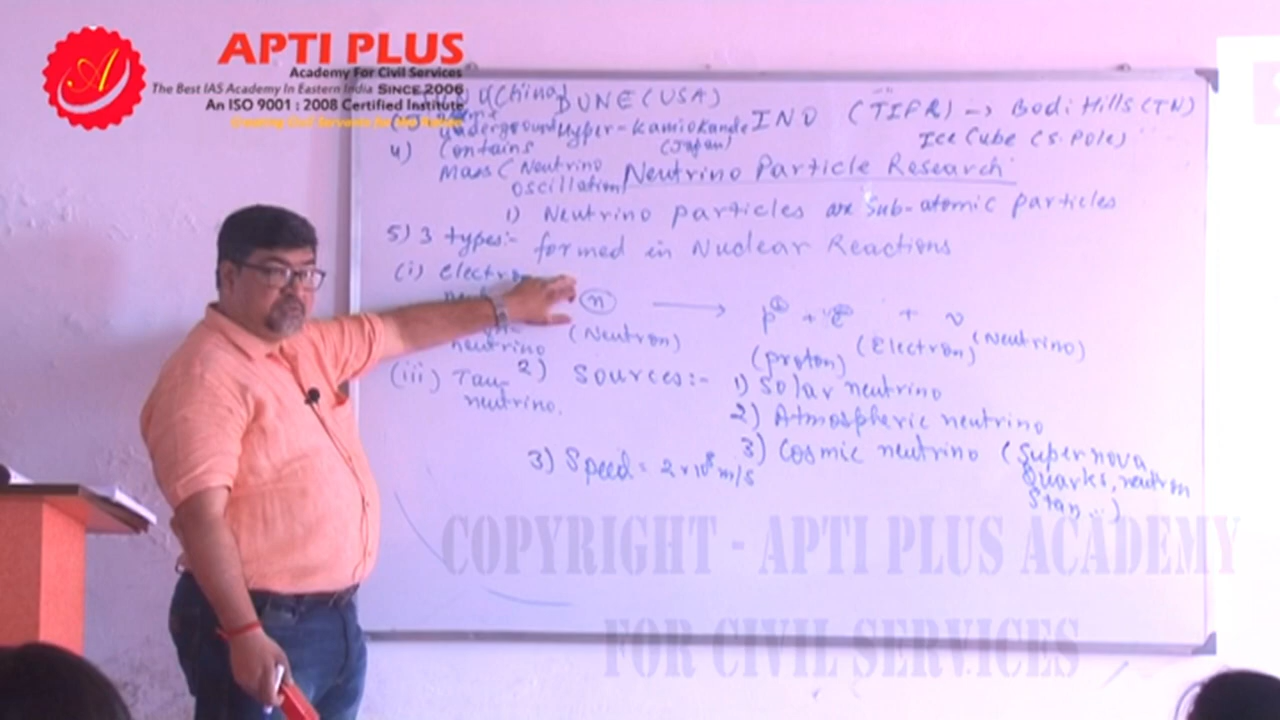 APTI PLUS
Academy For Civil Services
The Best IAS Academy In Eastern India SINCE 2006
An ISO 9001 : 2008 Certified Institute
(China) DUNE (USA)
INO (TIFR) → Bodi Hills (TN)
underground Hyper-Kamiokande
(Japan)
Ice Cube (S. Pole)
4) Contains
Mass (Neutrino
oscillation)
Neutrino Particle Research
1) Neutrino particles are Sub-atomic particles
formed in Nuclear Reactions
5) 3 types:-
(i) Electron
neutrino
(iii) Tau-
neutrino.
n → p + e + ν
(Neutron) (proton) (Electron) (Neutrino)
2) Sources:- 1) Solar neutrino
2) Atmospheric neutrino
3) Cosmic neutrino (Supernova,
Quarks, neutron
Star...)
3) Speed = 2×10⁸ m/s
COPYRIGHT - APTI PLUS ACADEMY
FOR CIVIL SERVICES